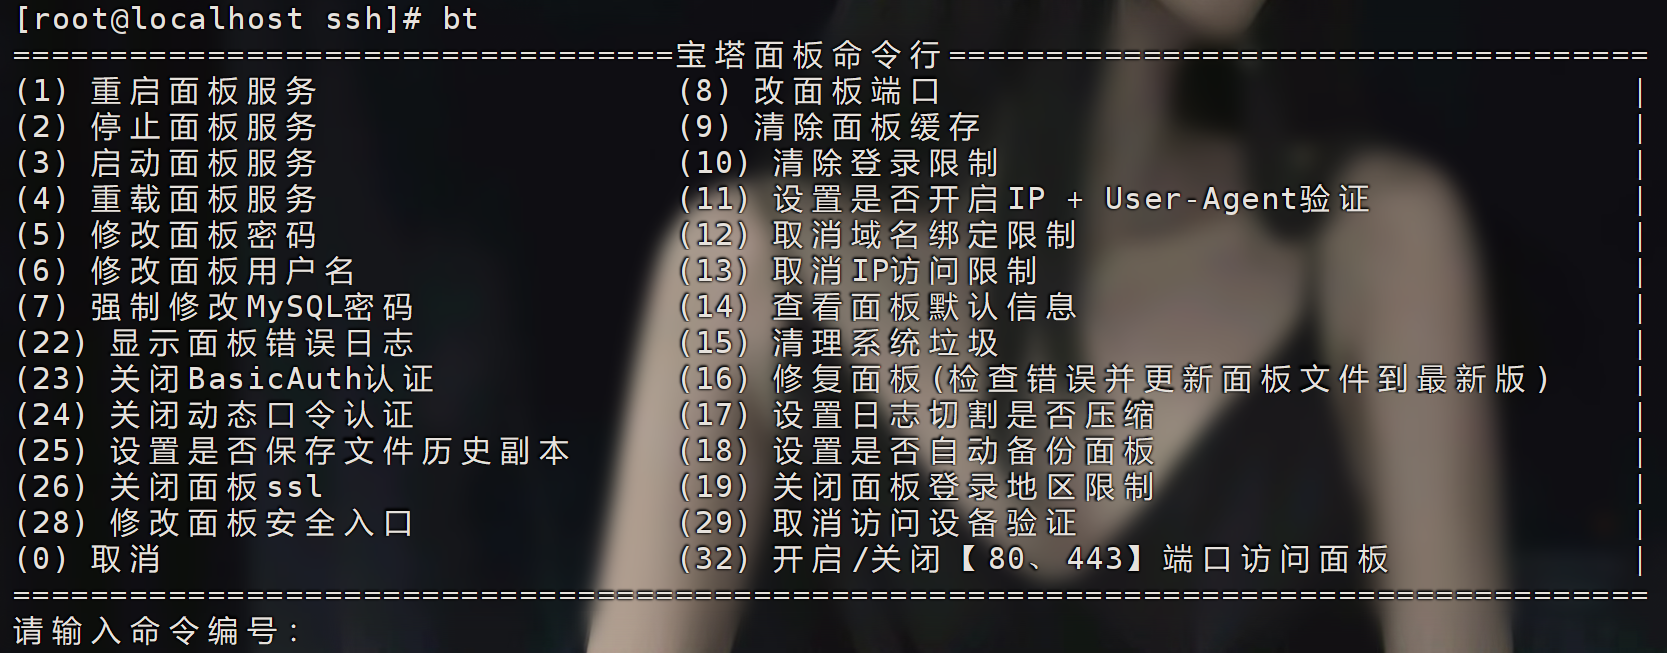 [root@localhost ssh]# bt
==================================宝塔面板命令行====================================
(1) 重启面板服务                                  (8) 改面板端口                                   |
(2) 停止面板服务                                  (9) 清除面板缓存                                 |
(3) 启动面板服务                                  (10) 清除登录限制                                |
(4) 重载面板服务                                  (11) 设置是否开启IP + User-Agent验证             |
(5) 修改面板密码                                  (12) 取消域名绑定限制                            |
(6) 修改面板用户名                                (13) 取消IP访问限制                              |
(7) 强制修改MySQL密码                             (14) 查看面板默认信息                            |
(22) 显示面板错误日志                             (15) 清理系统垃圾                                |
(23) 关闭BasicAuth认证                            (16) 修复面板(检查错误并更新面板文件到最新版)    |
(24) 关闭动态口令认证                             (17) 设置日志切割是否压缩                        |
(25) 设置是否保存文件历史副本                     (18) 设置是否自动备份面板                        |
(26) 关闭面板ssl                                  (19) 关闭面板登录地区限制                        |
(28) 修改面板安全入口                             (29) 取消访问设备验证                            |
(0) 取消                                          (32) 开启/关闭【80、443】端口访问面板            |
====================================================================================
请输入命令编号：